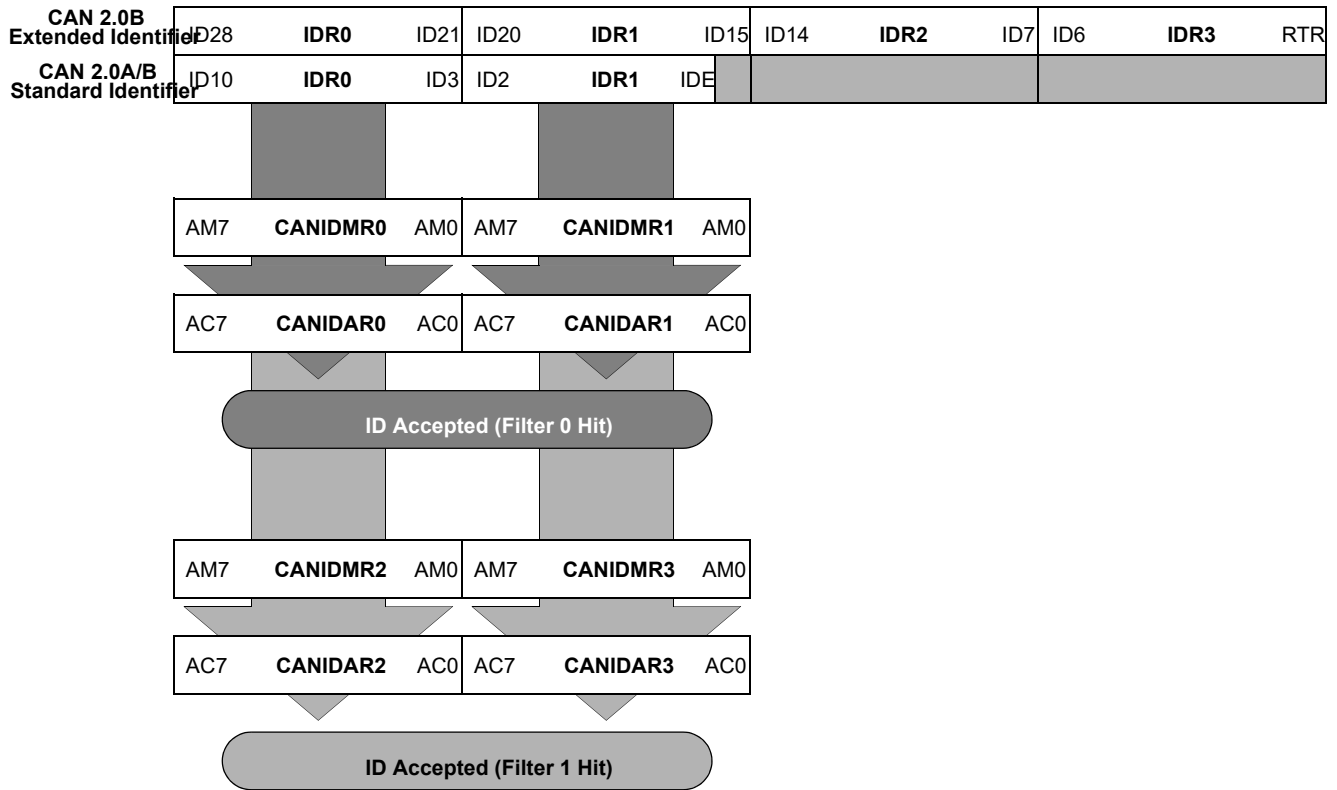 CAN 2.0B
Extended Identifier ID28 IDR0 ID21 ID20 IDR1 ID15 ID14 IDR2 ID7 ID6 IDR3 RTR
CAN 2.0A/B
Standard Identifier ID10 IDR0 ID3 ID2 IDR1 IDE
AM7 CANIDMR0 AM0 AM7 CANIDMR1 AM0
AC7 CANIDAR0 AC0 AC7 CANIDAR1 AC0
ID Accepted (Filter 0 Hit)
AM7 CANIDMR2 AM0 AM7 CANIDMR3 AM0
AC7 CANIDAR2 AC0 AC7 CANIDAR3 AC0
ID Accepted (Filter 1 Hit)